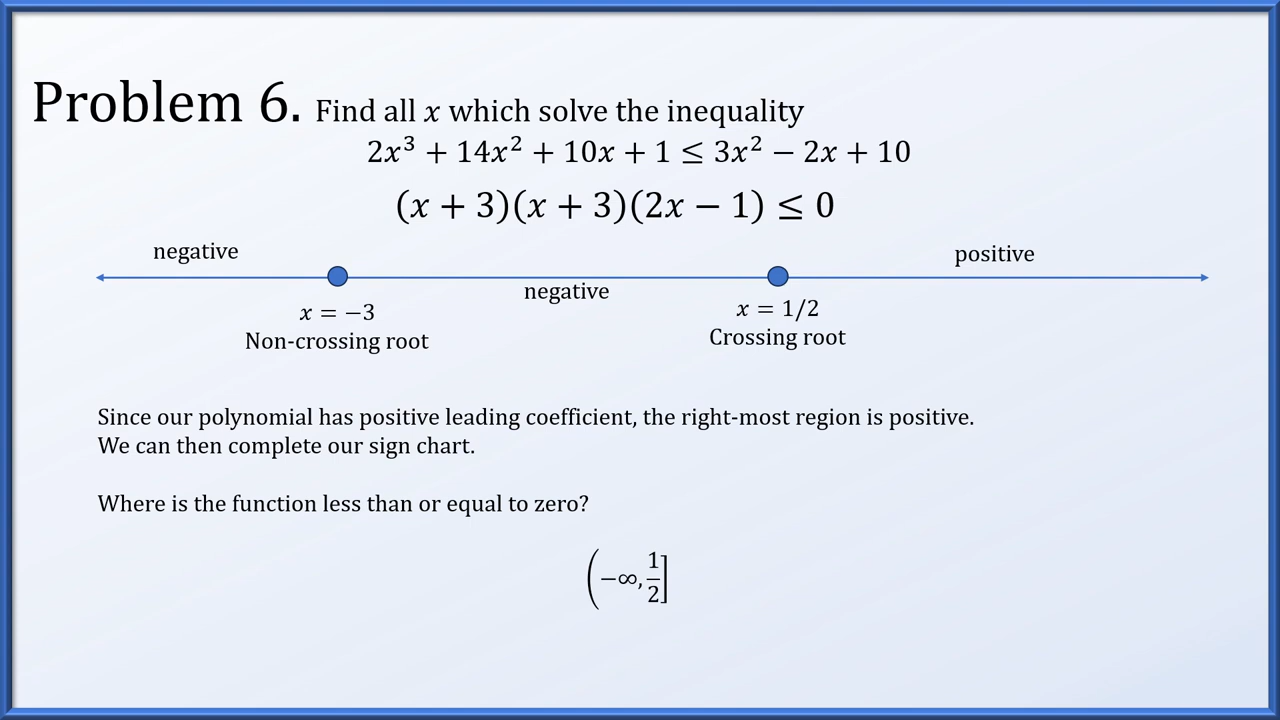 Problem 6. Find all x which solve the inequality
2x³ + 14x² + 10x + 1 ≤ 3x² − 2x + 10
(x + 3)(x + 3)(2x − 1) ≤ 0
negative
positive
negative
x = −3
x = 1/2
Non-crossing root
Crossing root
Since our polynomial has positive leading coefficient, the right-most region is positive.
We can then complete our sign chart.
Where is the function less than or equal to zero?
(−∞, 1/2]